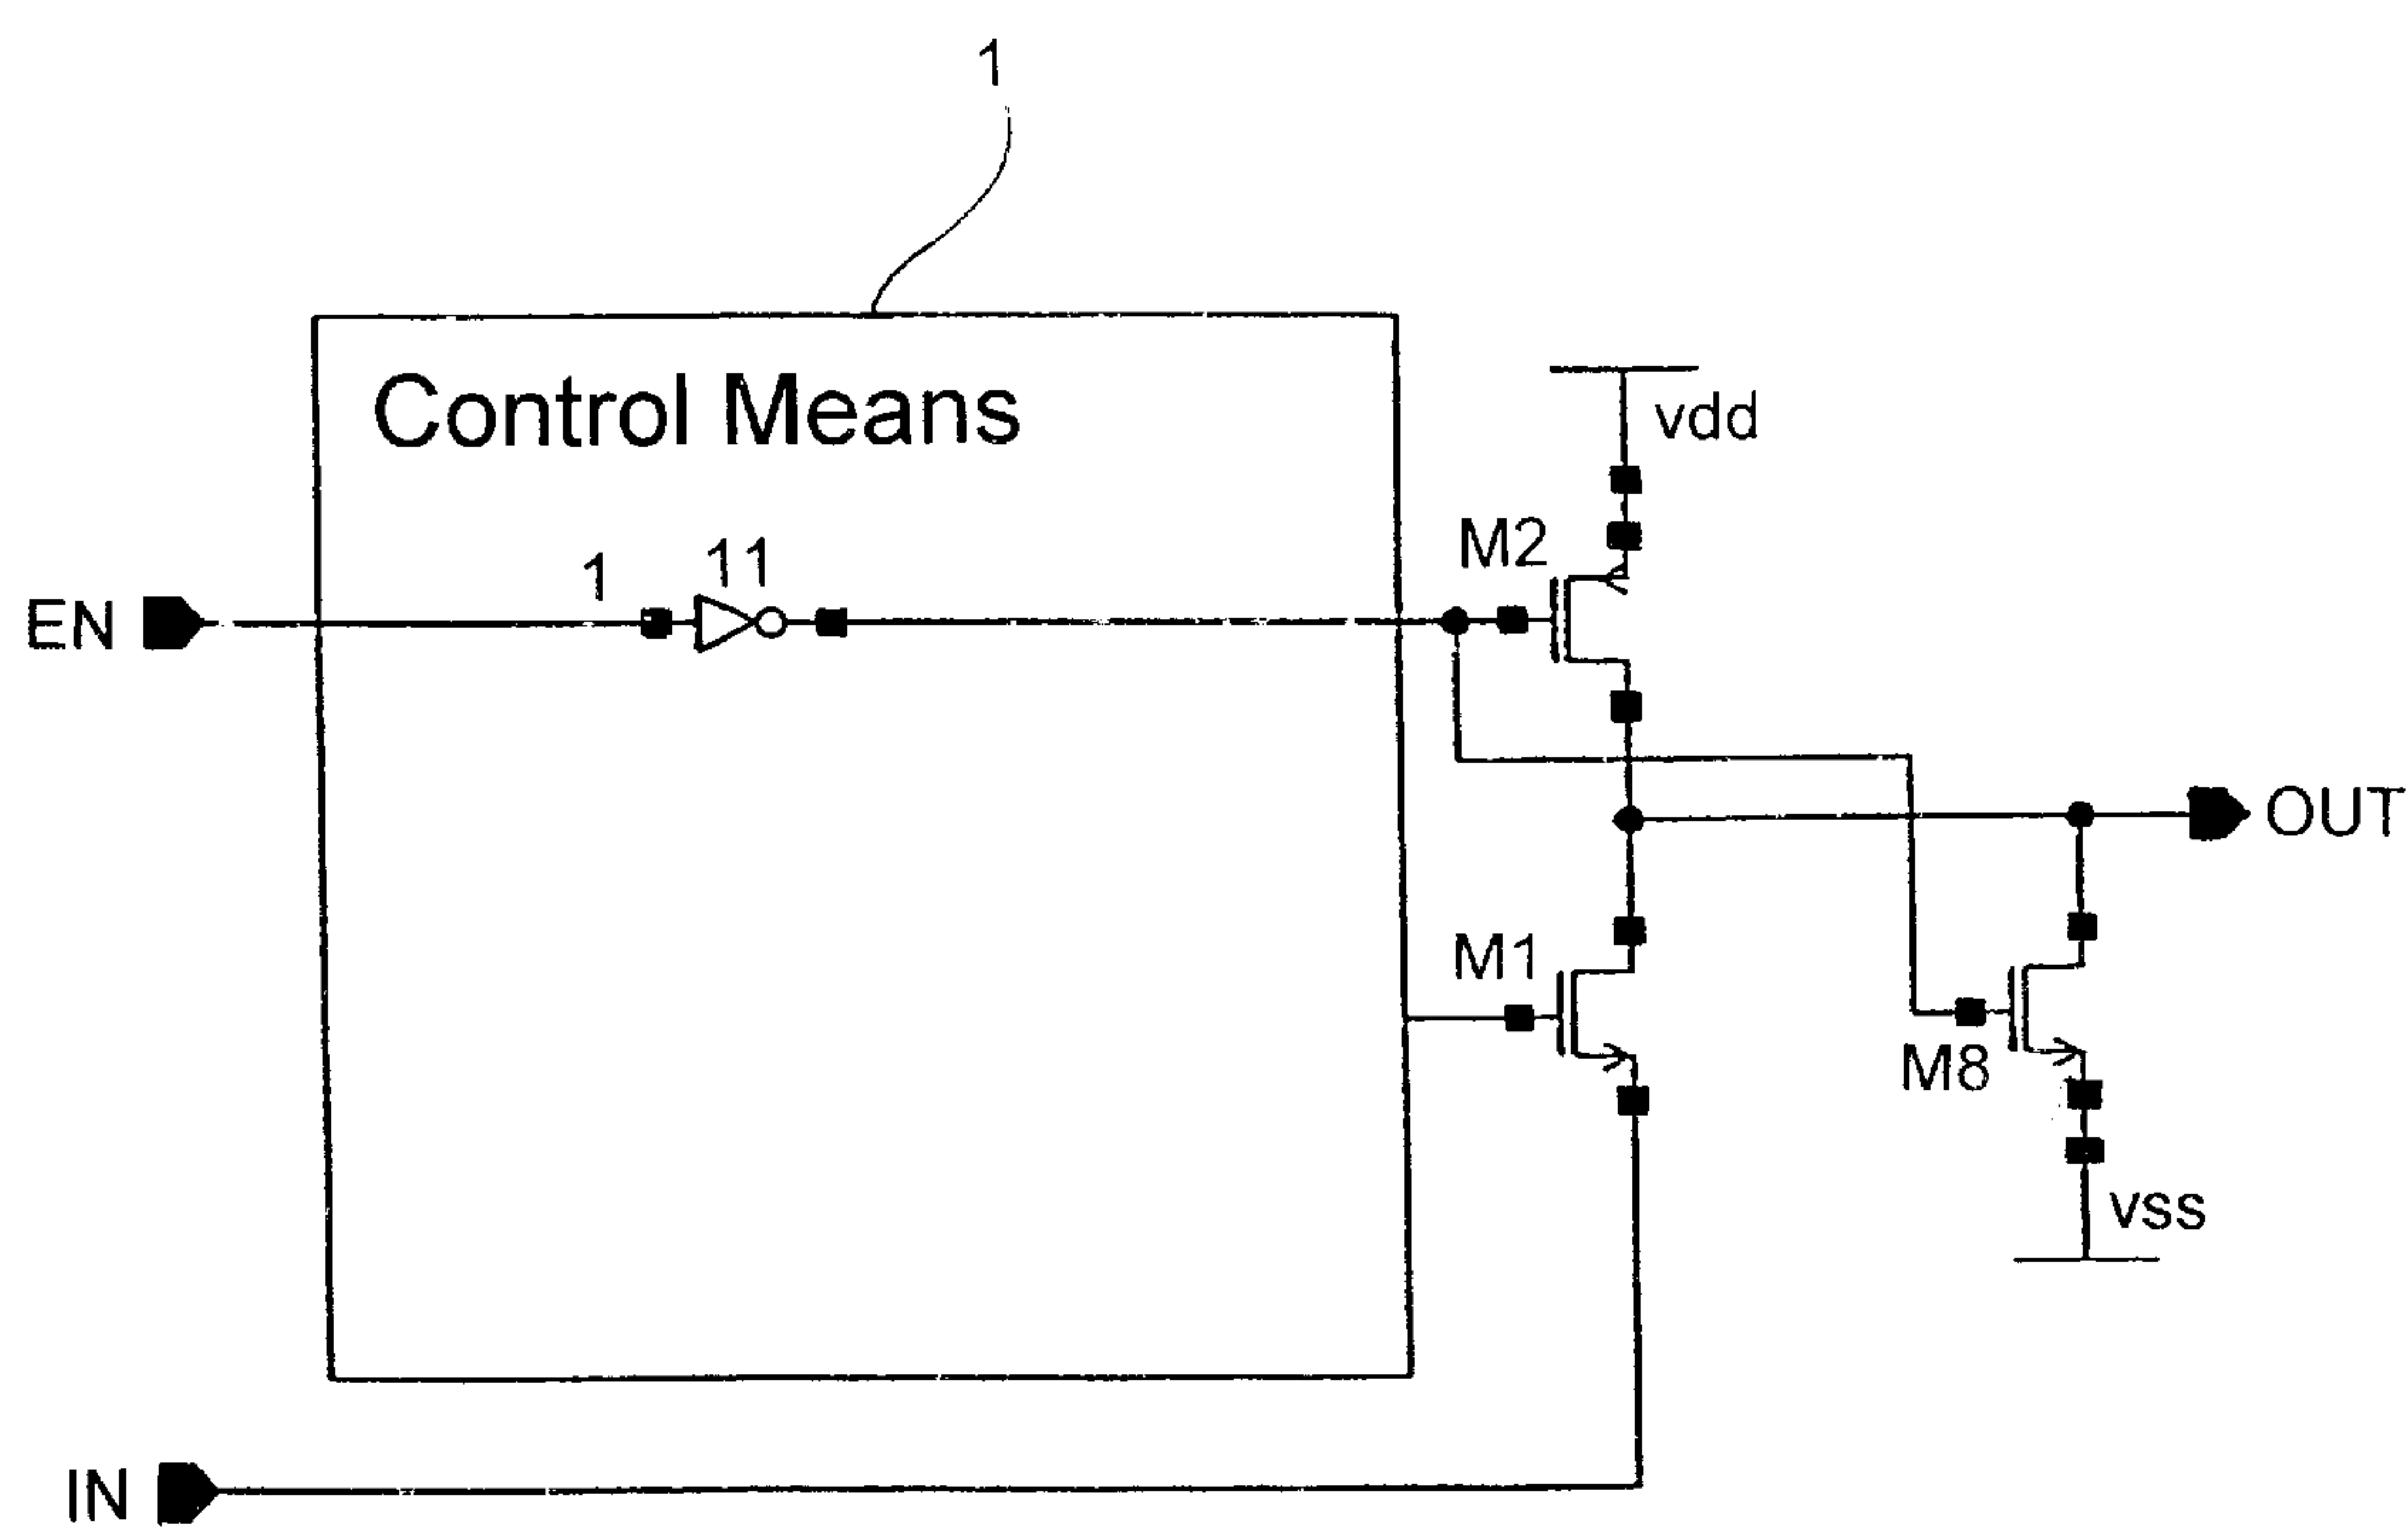 1
Control Means
vdd
M2
1
11
EN
OUT
M1
M8
vss
IN